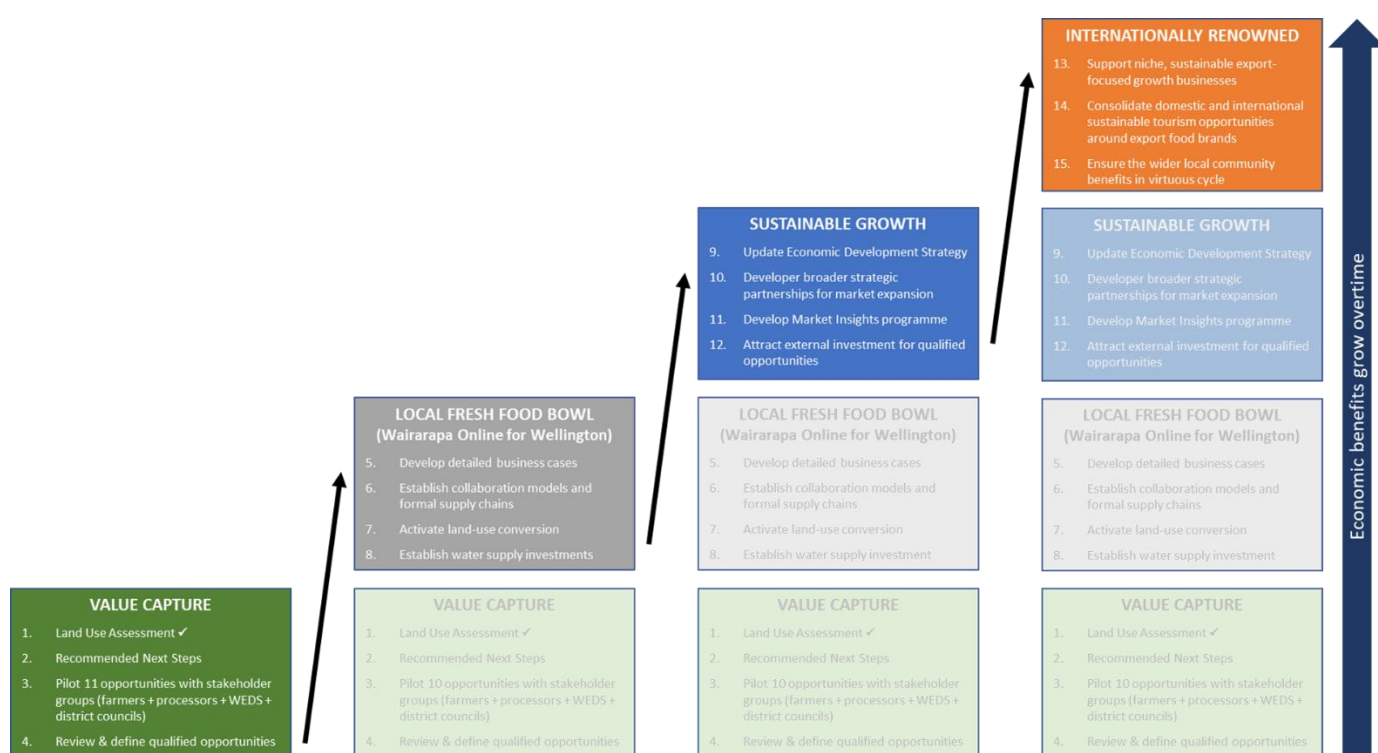 INTERNATIONALLY RENOWNED
13. Support niche, sustainable export-
focused growth businesses
14. Consolidate domestic and international
sustainable tourism opportunities
around export food brands
15. Ensure the wider local community
benefits in virtuous cycle
SUSTAINABLE GROWTH
9. Update Economic Development Strategy
10. Developer broader strategic
partnerships for market expansion
11. Develop Market Insights programme
12. Attract external investment for qualified
opportunities
SUSTAINABLE GROWTH
9. Update Economic Development Strategy
10. Developer broader strategic
partnerships for market expansion
11. Develop Market Insights programme
12. Attract external investment for qualified
opportunities
LOCAL FRESH FOOD BOWL
(Wairarapa Online for Wellington)
5. Develop detailed business cases
6. Establish collaboration models and
formal supply chains
7. Activate land-use conversion
8. Establish water supply investments
LOCAL FRESH FOOD BOWL
(Wairarapa Online for Wellington)
5. Develop detailed business cases
6. Establish collaboration models and
formal supply chains
7. Activate land-use conversion
8. Establish water supply investment
LOCAL FRESH FOOD BOWL
(Wairarapa Online for Wellington)
5. Develop detailed business cases
6. Establish collaboration models and
formal supply chains
7. Activate land-use conversion
8. Establish water supply investment
VALUE CAPTURE
1. Land Use Assessment ✓
2. Recommended Next Steps
3. Pilot 11 opportunities with stakeholder
groups (farmers + processors + WEDS +
district councils)
4. Review & define qualified opportunities
VALUE CAPTURE
1. Land Use Assessment ✓
2. Recommended Next Steps
3. Pilot 10 opportunities with stakeholder
groups (farmers + processors + WEDS +
district councils)
4. Review & define qualified opportunities
VALUE CAPTURE
1. Land Use Assessment ✓
2. Recommended Next Steps
3. Pilot 10 opportunities with stakeholder
groups (farmers + processors + WEDS +
district councils)
4. Review & define qualified opportunities
VALUE CAPTURE
1. Land Use Assessment ✓
2. Recommended Next Steps
3. Pilot 10 opportunities with stakeholder
groups (farmers + processors + WEDS +
district councils)
4. Review & define qualified opportunities
Economic benefits grow overtime